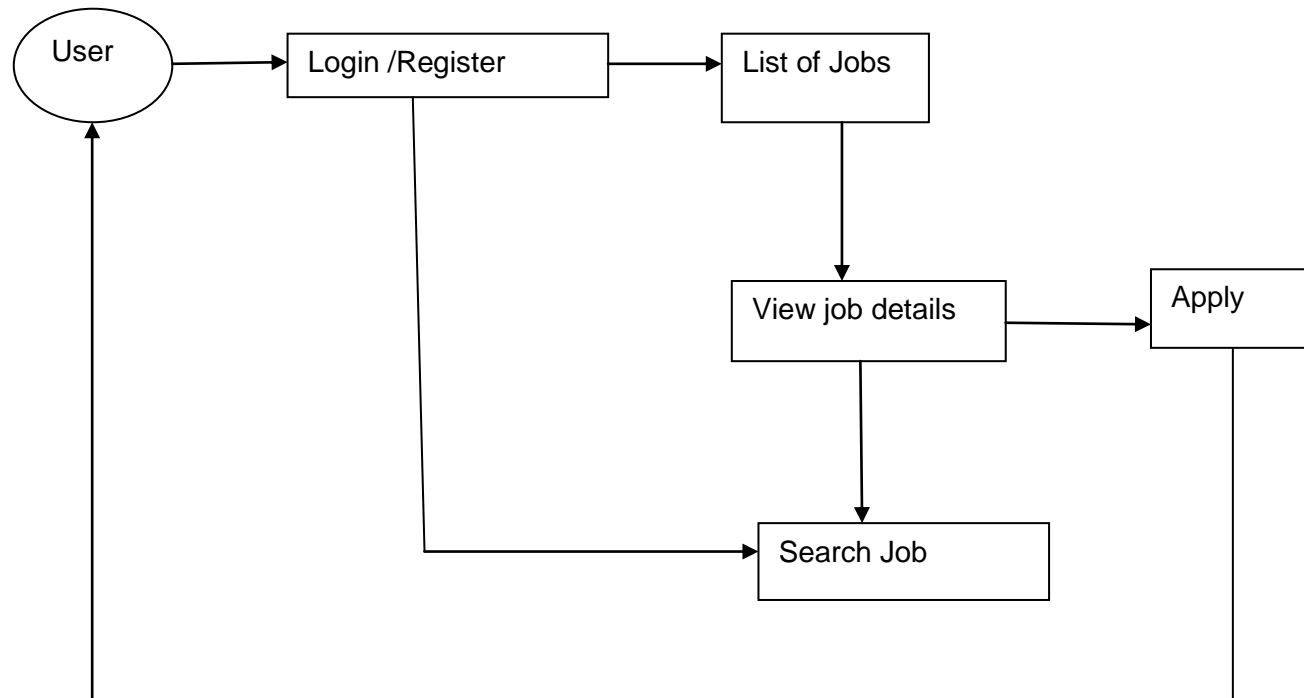 User
Login /Register
List of Jobs
View job details
Apply
Search Job